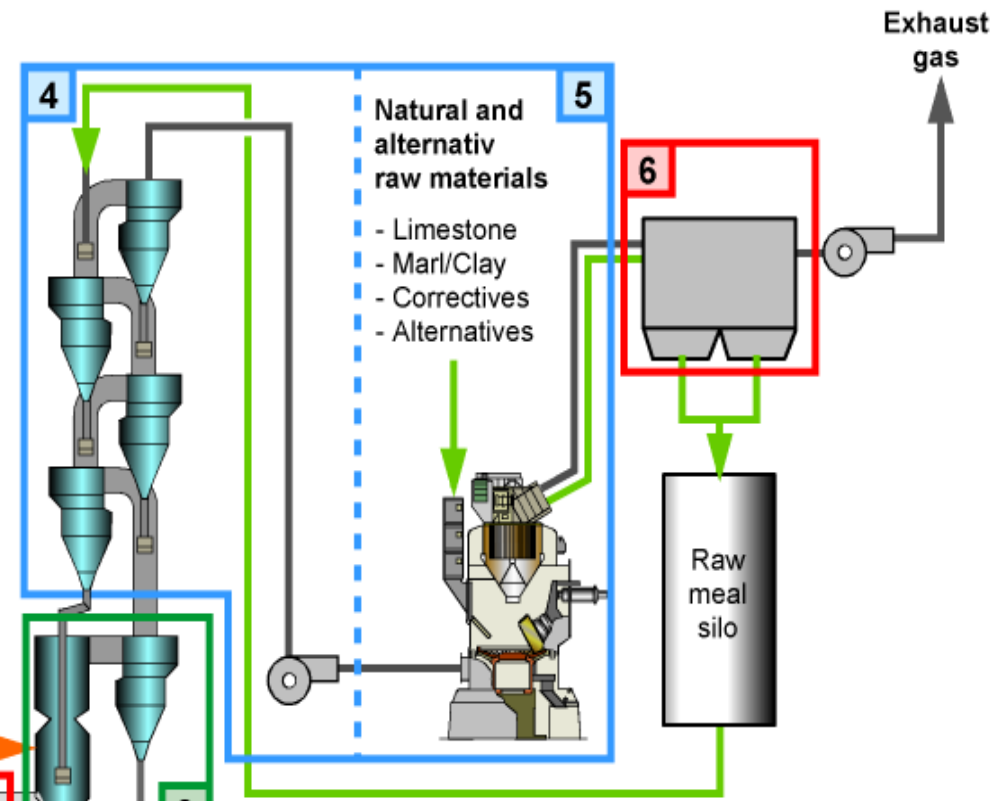 Exhaust
gas
4
5
Natural and
alternativ
raw materials
- Limestone
- Marl/Clay
- Correctives
- Alternatives
6
Raw
meal
silo